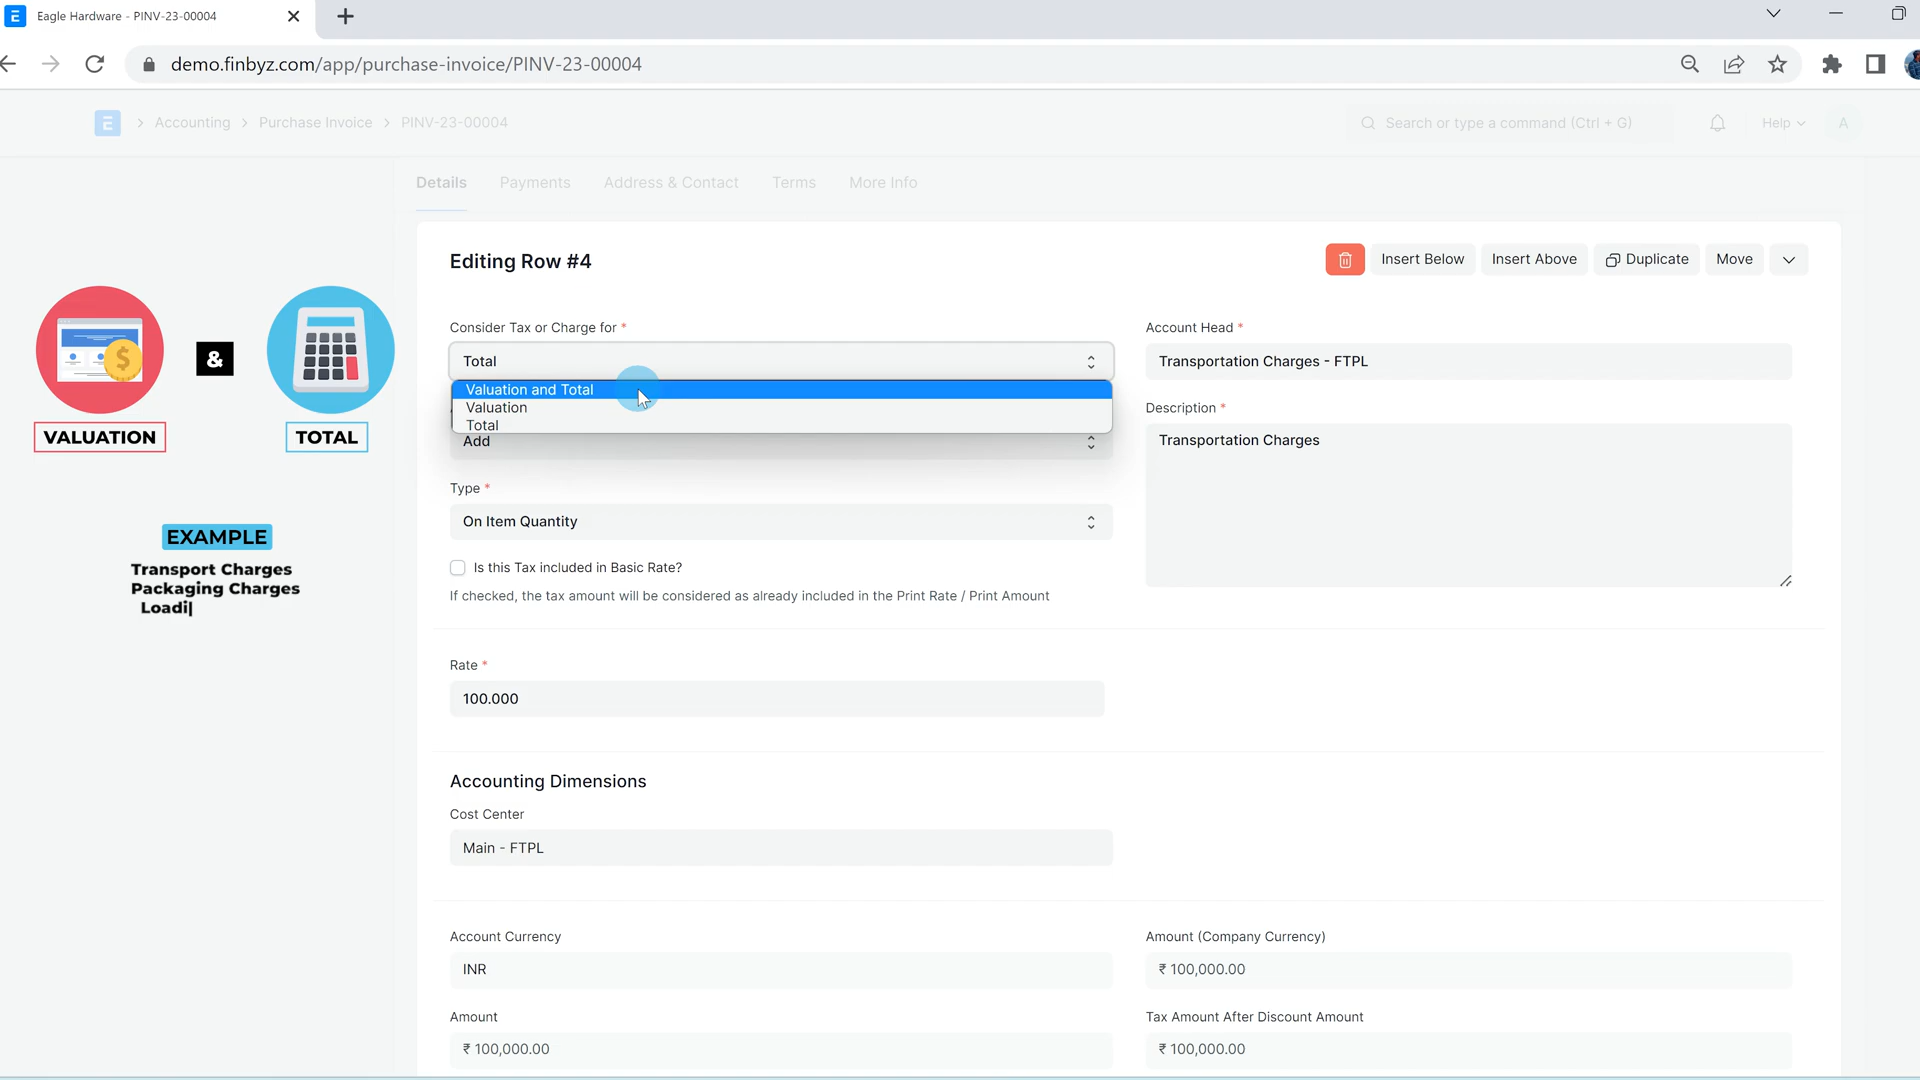 E Eagle Hardware - PINV-23-00004
demo.finbyz.com/app/purchase-invoice/PINV-23-00004
E Accounting Purchase Invoice PINV-23-00004
Search or type a command (Ctrl + G)
Help
A
Details Payments Address & Contact Terms More Info
Editing Row #4
Insert Below Insert Above Duplicate Move
Consider Tax or Charge for *
Total
Valuation and Total
Valuation
Total
Add
Type *
On Item Quantity
Is this Tax included in Basic Rate?
If checked, the tax amount will be considered as already included in the Print Rate / Print Amount
Account Head *
Transportation Charges - FTPL
Description *
Transportation Charges
Rate *
100.000
Accounting Dimensions
Cost Center
Main - FTPL
Account Currency
INR
Amount (Company Currency)
₹ 100,000.00
Amount
₹ 100,000.00
Tax Amount After Discount Amount
₹ 100,000.00
$
&
VALUATION
TOTAL
EXAMPLE
Transport Charges
Packaging Charges
Loadi